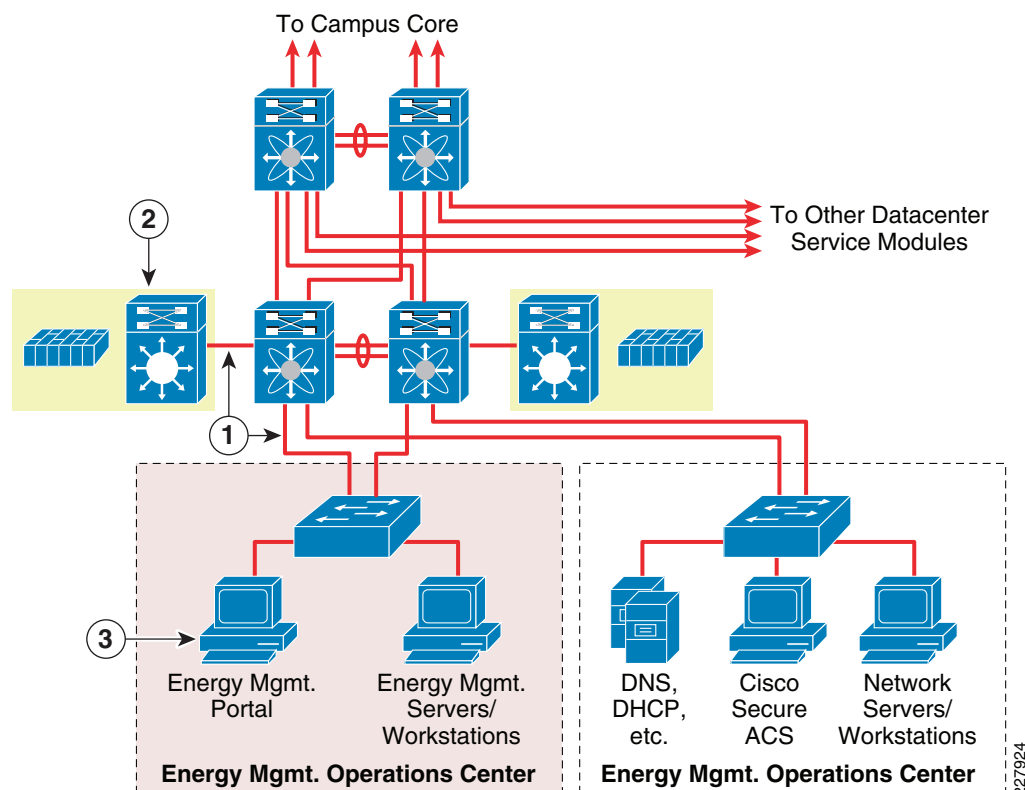 To Campus Core
To Other Datacenter
Service Modules
2
1
3
Energy Mgmt.
Portal
Energy Mgmt.
Servers/
Workstations
Energy Mgmt. Operations Center
DNS,
DHCP,
etc.
Cisco
Secure
ACS
Network
Servers/
Workstations
Energy Mgmt. Operations Center
227924